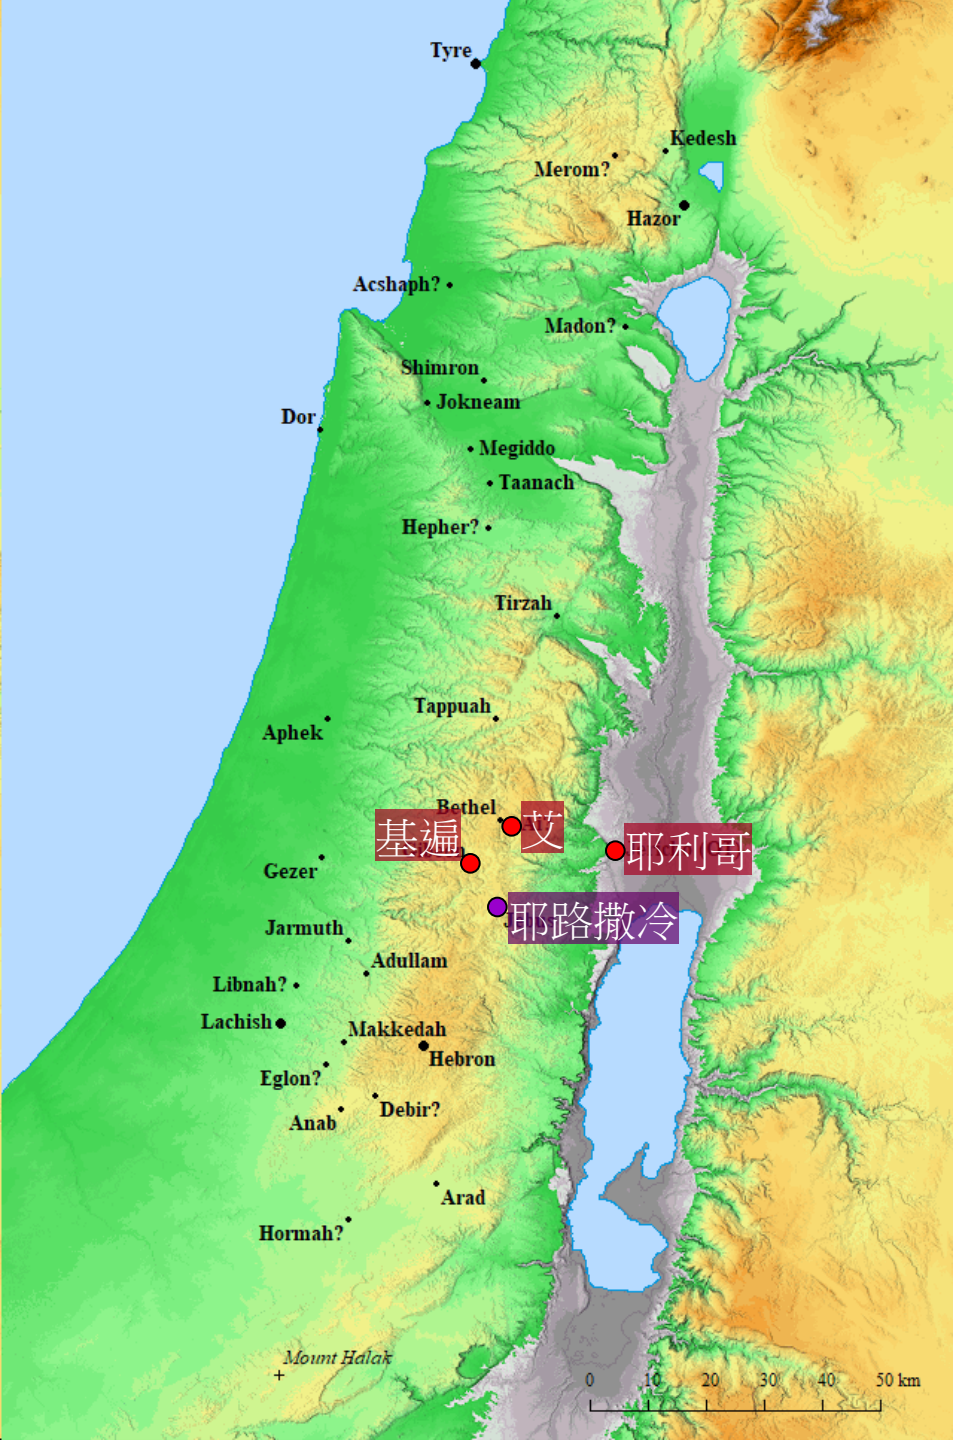 Tyre
Kedesh
Merom?
Hazor
Acshaph?
Madon?
Shimron
Jokneam
Dor
Megiddo
Taanach
Hepher?
Tirzah
Tappuah
Aphek
Bethel
艾
基遍
耶利哥
Gezer
耶路撒冷
Jarmuth
Adullam
Libnah?
Lachish
Makkedah
Hebron
Eglon?
Debir?
Anab
Arad
Hormah?
Mount Halak
0 10 20 30 40 50 km